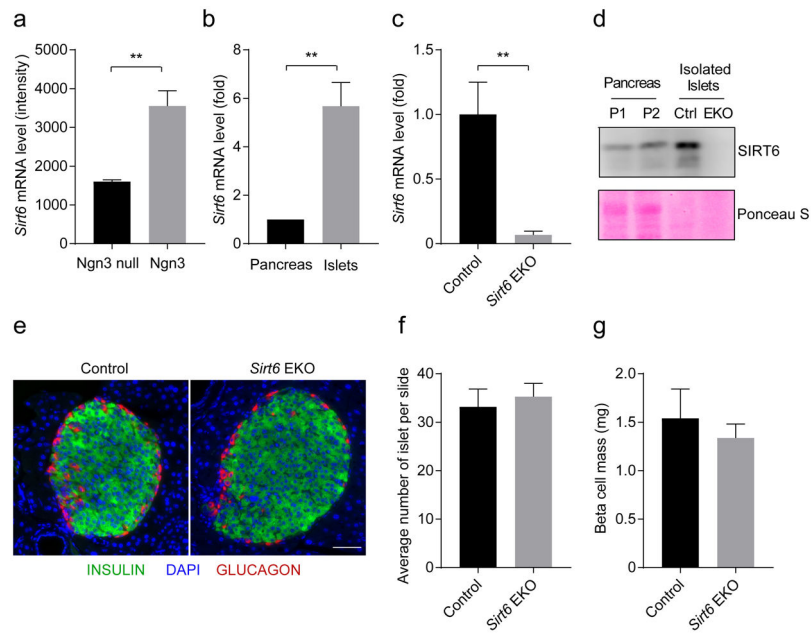 a
Sirt6 mRNA level (intensity)
5000
4000
3000
2000
1000
0
**
Ngn3 null
Ngn3
b
Sirt6 mRNA level (fold)
8
6
4
2
0
**
Pancreas
Islets
c
Sirt6 mRNA level (fold)
1.5
1.0
0.5
0.0
**
Control
Sirt6 EKO
d
Pancreas
Isolated
Islets
P1 P2 Ctrl EKO
SIRT6
Ponceau S
e
Control
Sirt6 EKO
INSULIN DAPI GLUCAGON
f
Average number of islet per slide
40
30
20
10
0
Control
Sirt6 EKO
g
Beta cell mass (mg)
2.0
1.5
1.0
0.5
0.0
Control
Sirt6 EKO